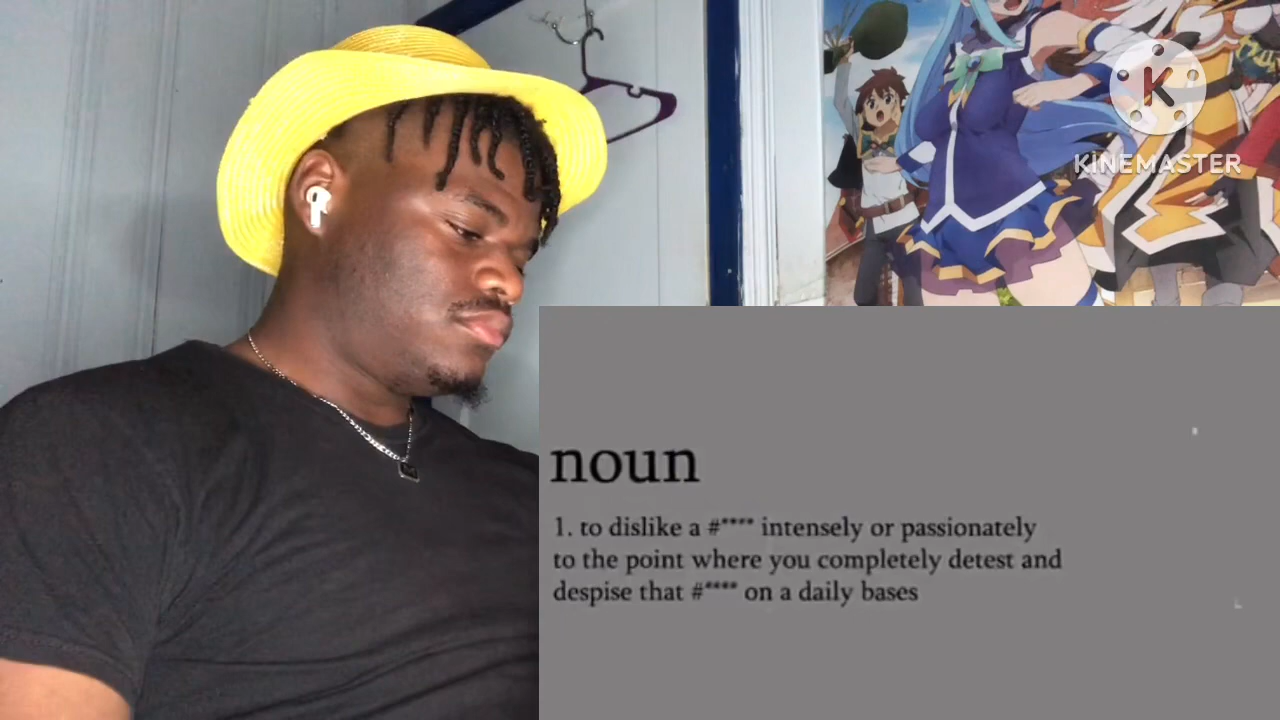 K
KINEMASTER
noun
1. to dislike a #**** intensely or passionately
to the point where you completely detest and
despise that #**** on a daily bases